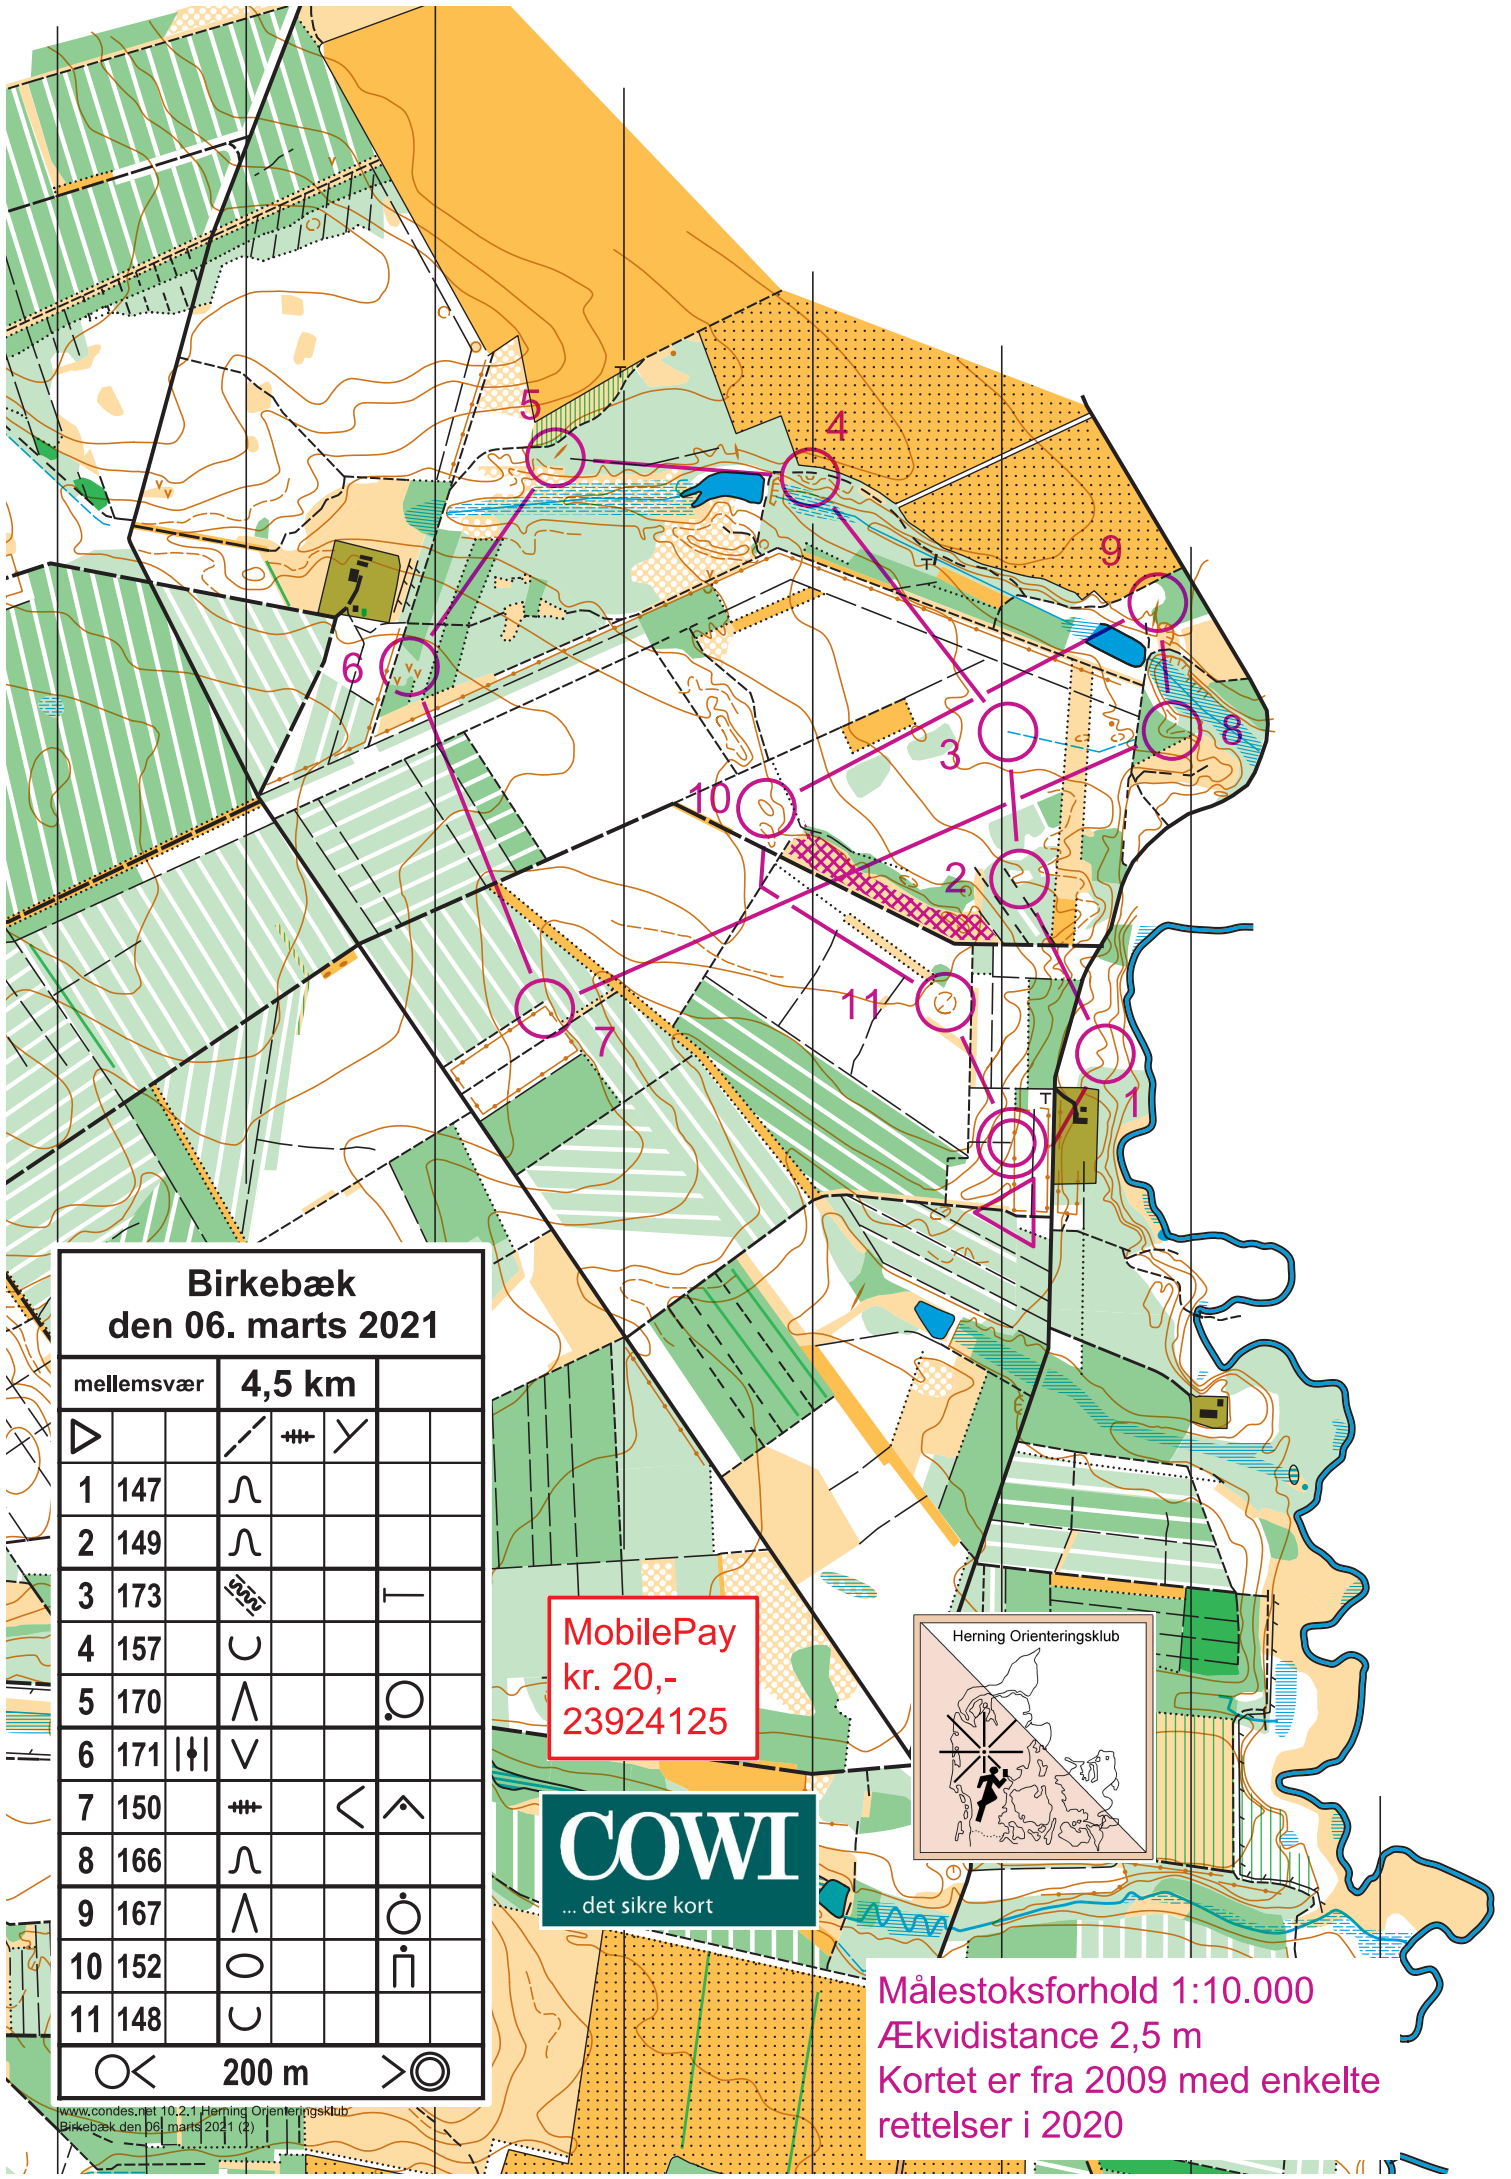 5
4
9
6
3
8
10
2
11
7
1
Birkebæk
den 06. marts 2021
mellemsvær 4,5 km
1 147
2 149
3 173
4 157
5 170
6 171
7 150
8 166
9 167
10 152
11 148
200 m
www.condes.net 10.2.1 Herning Orienteringsklub
Birkebæk den 06. marts 2021 (2)
MobilePay
kr. 20,-
23924125
COWI
... det sikre kort
Herning Orienteringsklub
Målestoksforhold 1:10.000
Ækvidistance 2,5 m
Kortet er fra 2009 med enkelte
rettelser i 2020